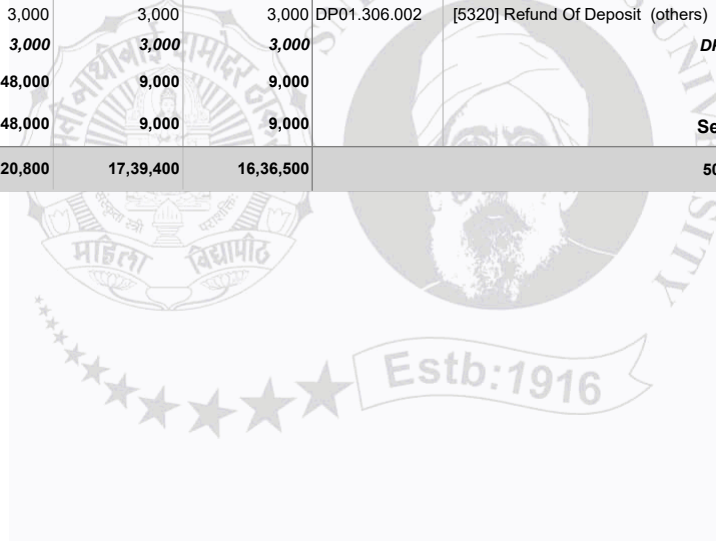 3,000 3,000 3,000 DP01.306.002 [5320] Refund Of Deposit (others)
3,000 3,000 3,000
48,000 9,000 9,000
48,000 9,000 9,000 Se
20,800 17,39,400 16,36,500 50
महिला विद्यापीठ
Estb:1916